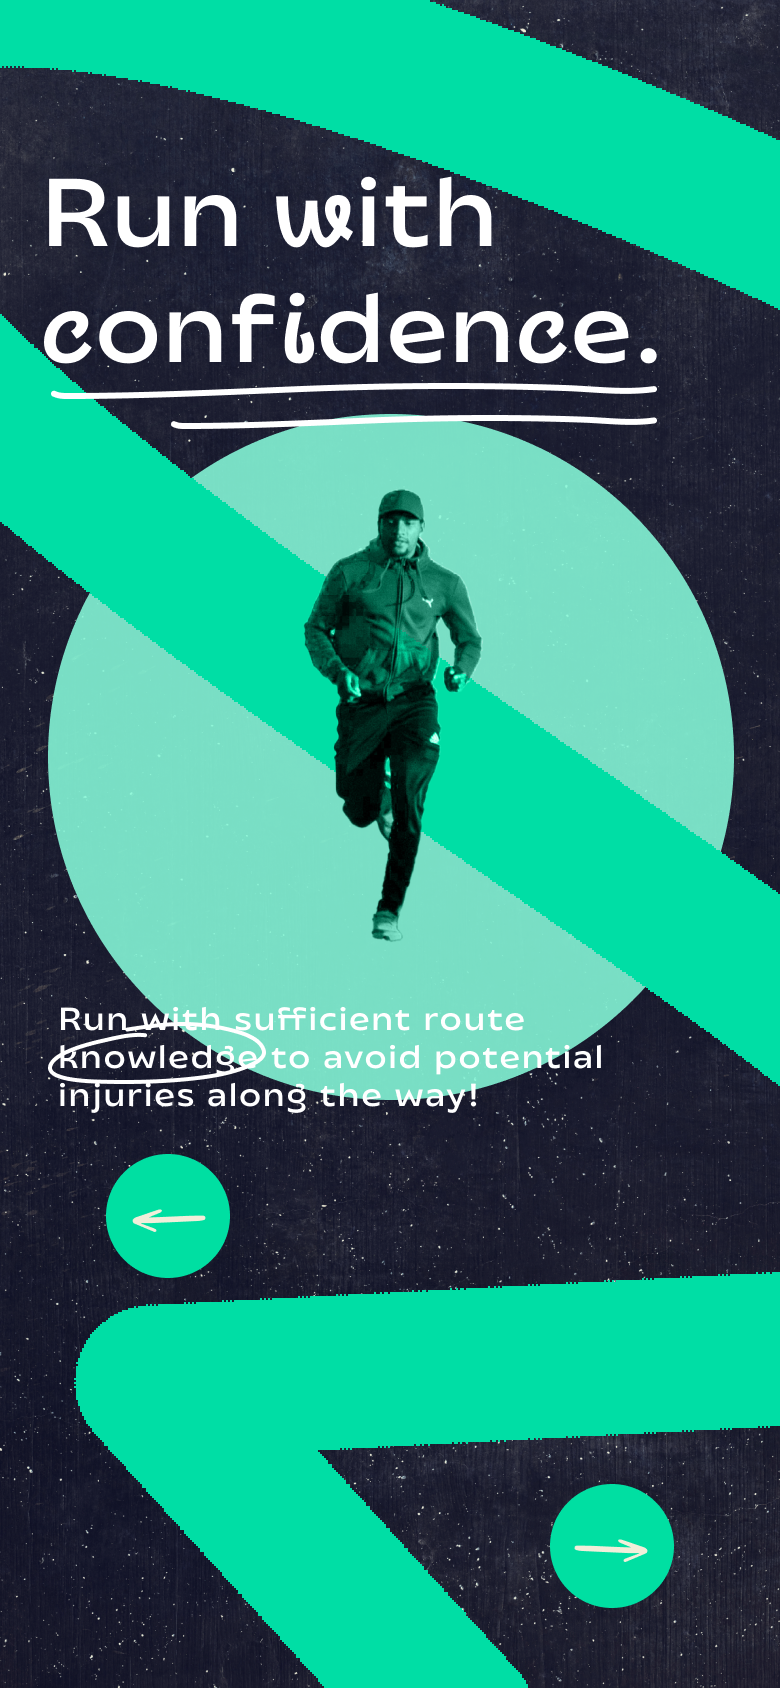 Run with
confidence.
Run with sufficient route
knowledge to avoid potential
injuries along the way!